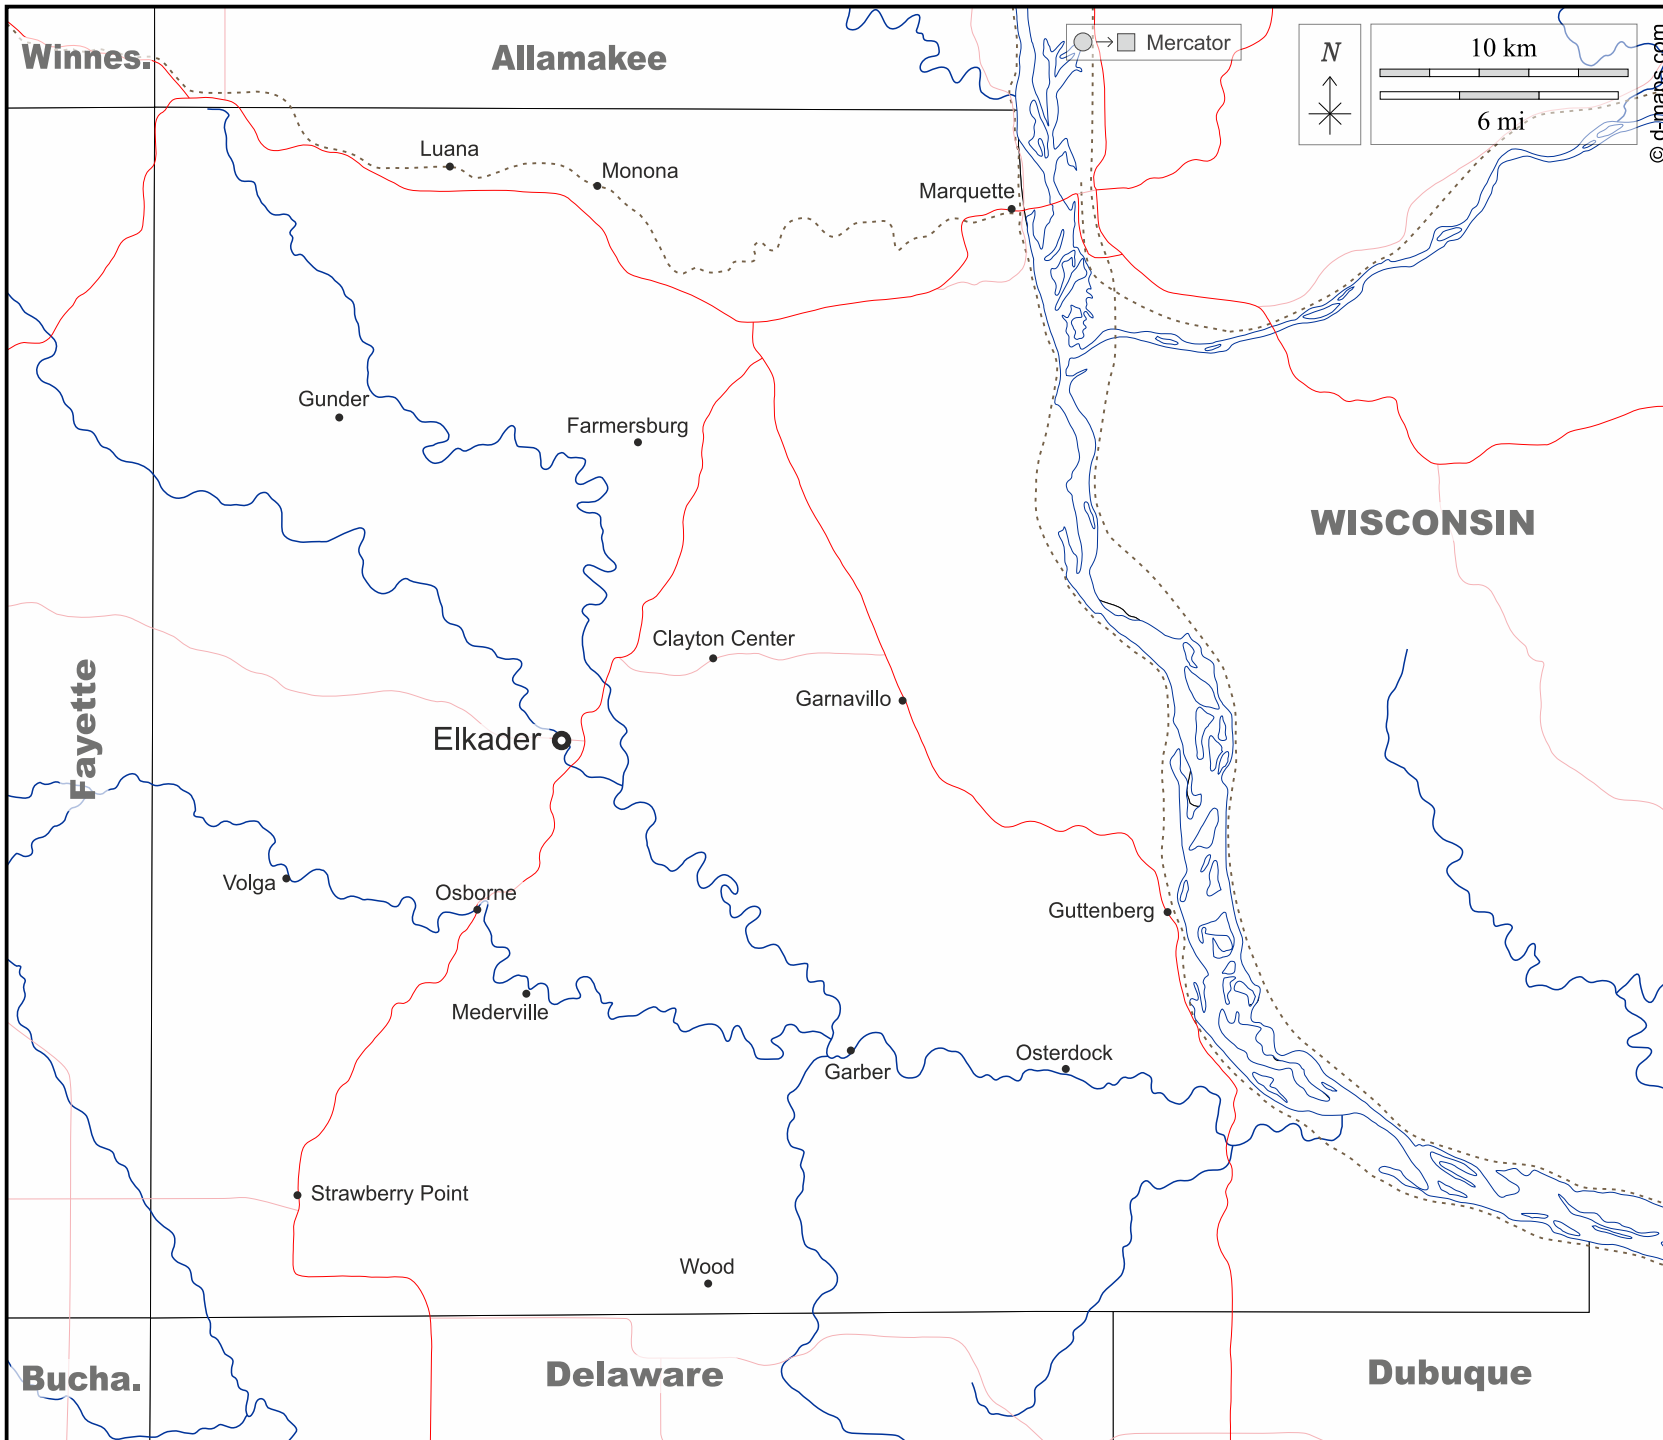 Winnes.
Allamakee
Mercator
N
10 km
6 mi
© d-maps.com
Luana
Monona
Marquette
Gunder
Farmersburg
WISCONSIN
Clayton Center
Fayette
Garnavillo
Elkader
Volga
Osborne
Guttenberg
Mederville
Osterdock
Garber
Strawberry Point
Wood
Bucha.
Delaware
Dubuque